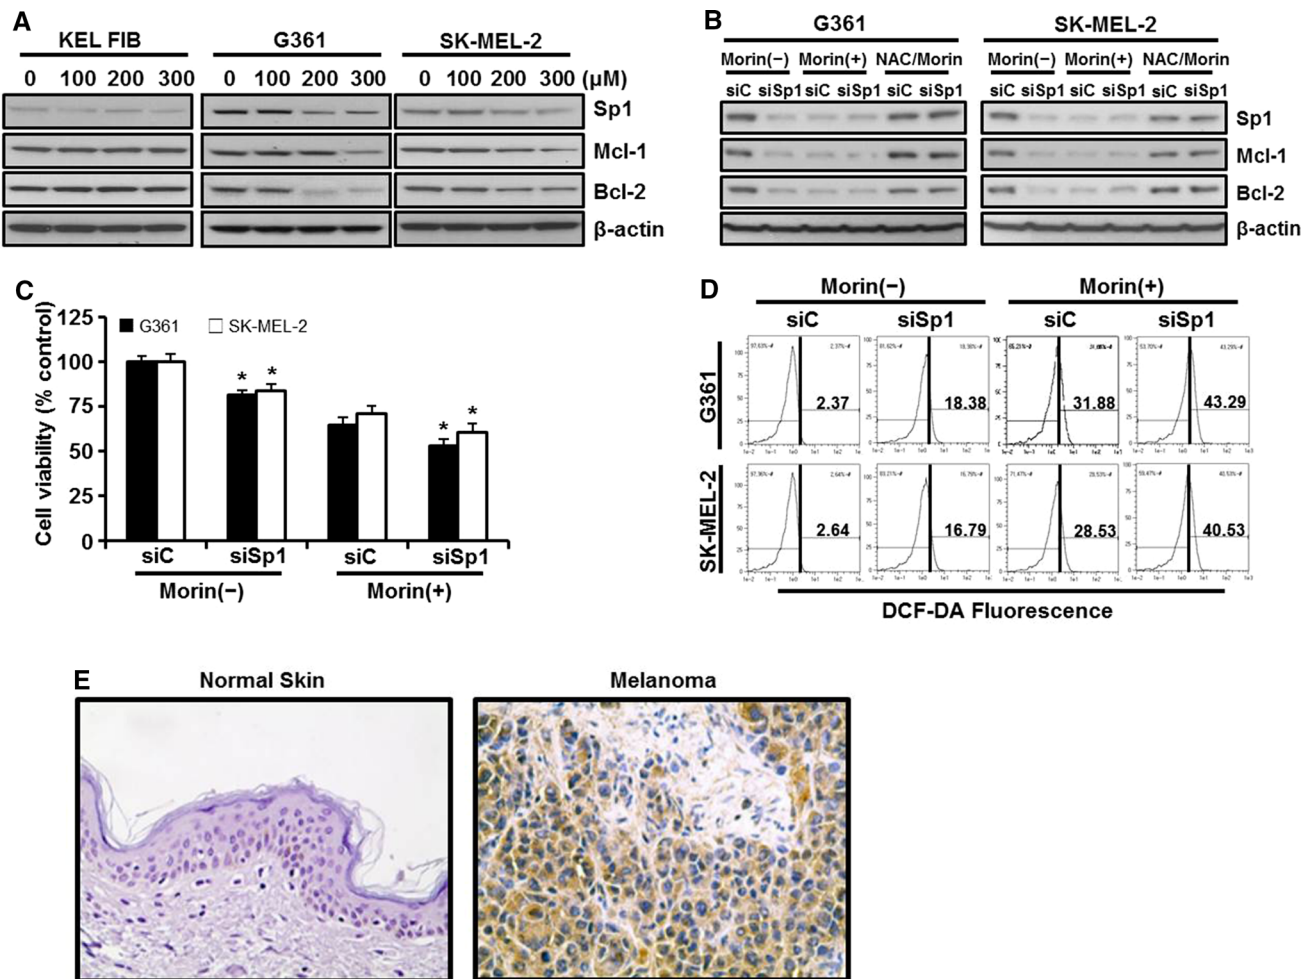 A
KEL FIB G361 SK-MEL-2
0 100 200 300 0 100 200 300 0 100 200 300 (μM)
Sp1
Mcl-1
Bcl-2
β-actin
B
G361 SK-MEL-2
Morin(−) Morin(+) NAC/Morin Morin(−) Morin(+) NAC/Morin
siC siSp1 siC siSp1 siC siSp1 siC siSp1 siC siSp1 siC siSp1
Sp1
Mcl-1
Bcl-2
β-actin
C
Cell viability (% control)
125
100
75
50
25
0
G361 SK-MEL-2
* *
* *
siC siSp1 siC siSp1
Morin(−) Morin(+)
D
Morin(−) Morin(+)
siC siSp1 siC siSp1
G361
2.37 18.38 31.88 43.29
SK-MEL-2
2.64 16.79 28.53 40.53
DCF-DA Fluorescence
E
Normal Skin Melanoma